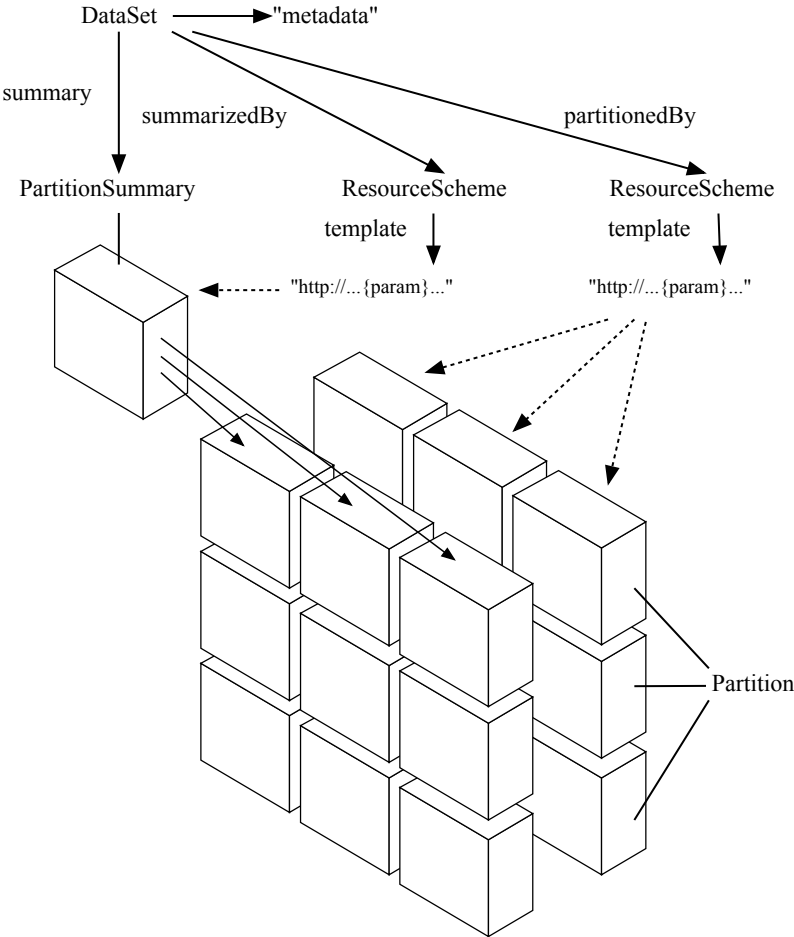 DataSet
"metadata"
summary
summarizedBy
partitionedBy
PartitionSummary
ResourceScheme
ResourceScheme
template
template
"http://...{param}..."
"http://...{param}..."
Partition